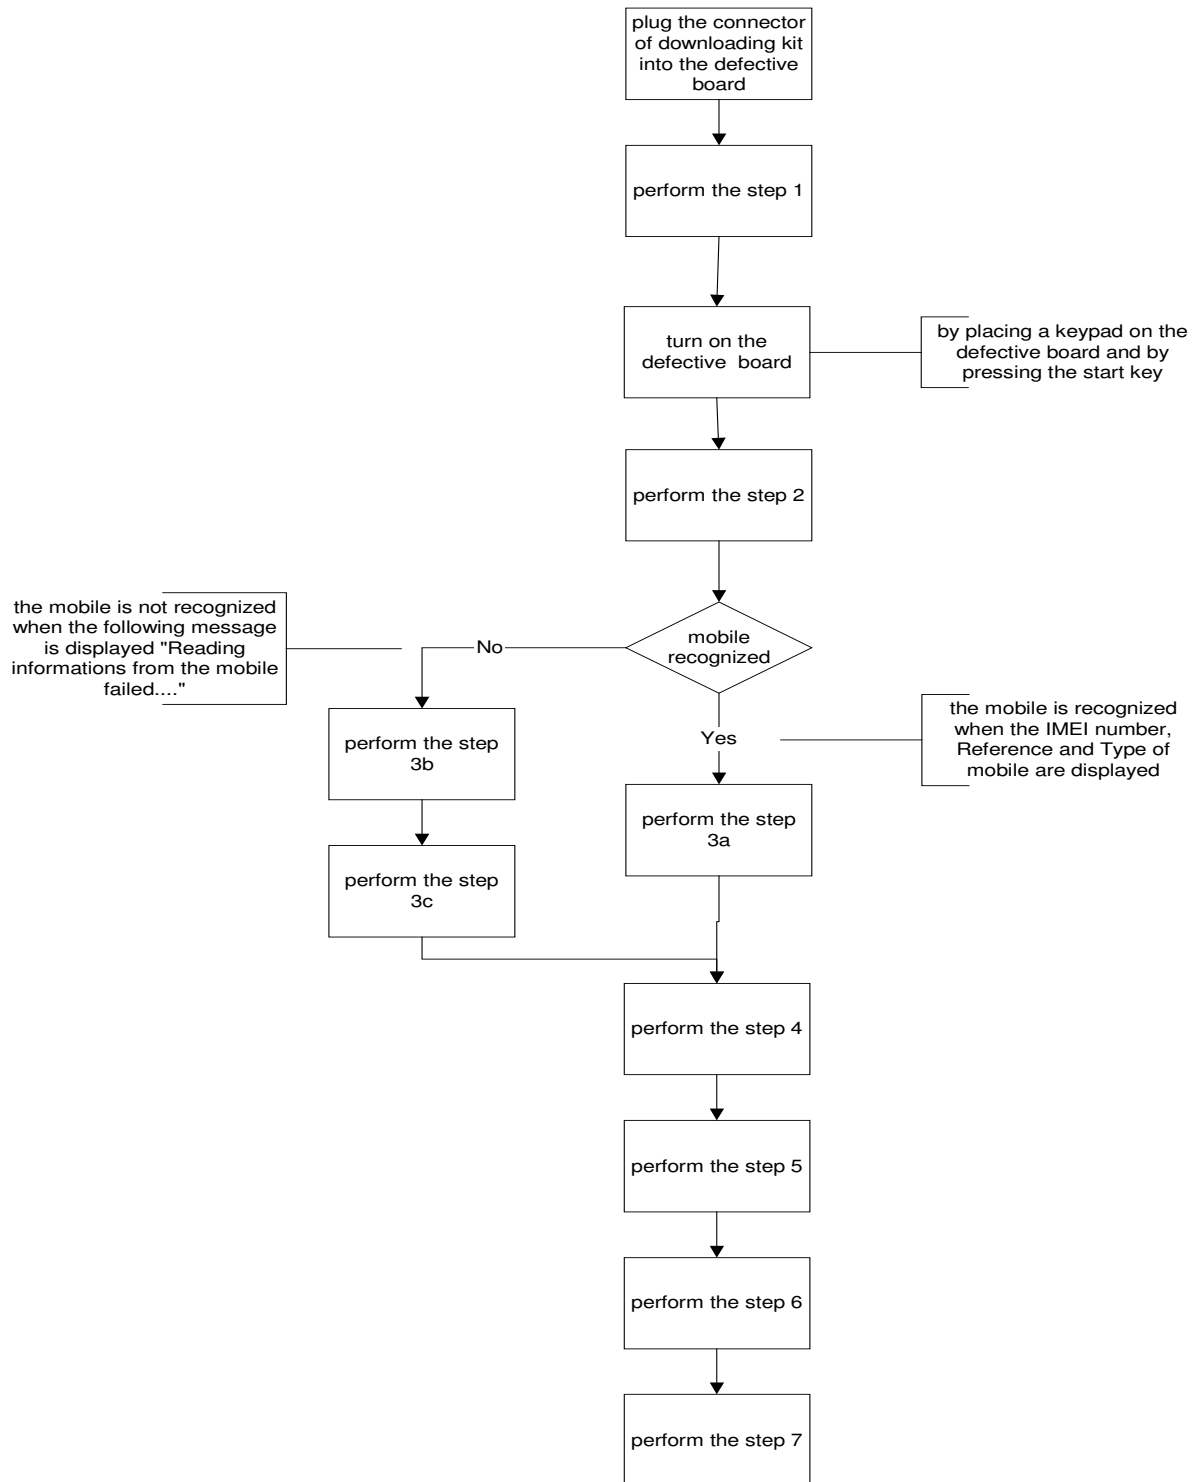 plug the connector
of downloading kit
into the defective
board
perform the step 1
turn on the
defective board
by placing a keypad on the
defective board and by
pressing the start key
perform the step 2
the mobile is not recognized
when the following message
is displayed "Reading
informations from the mobile
failed...."
No
mobile
recognized
Yes
the mobile is recognized
when the IMEI number,
Reference and Type of
mobile are displayed
perform the step
3b
perform the step
3a
perform the step
3c
perform the step 4
perform the step 5
perform the step 6
perform the step 7